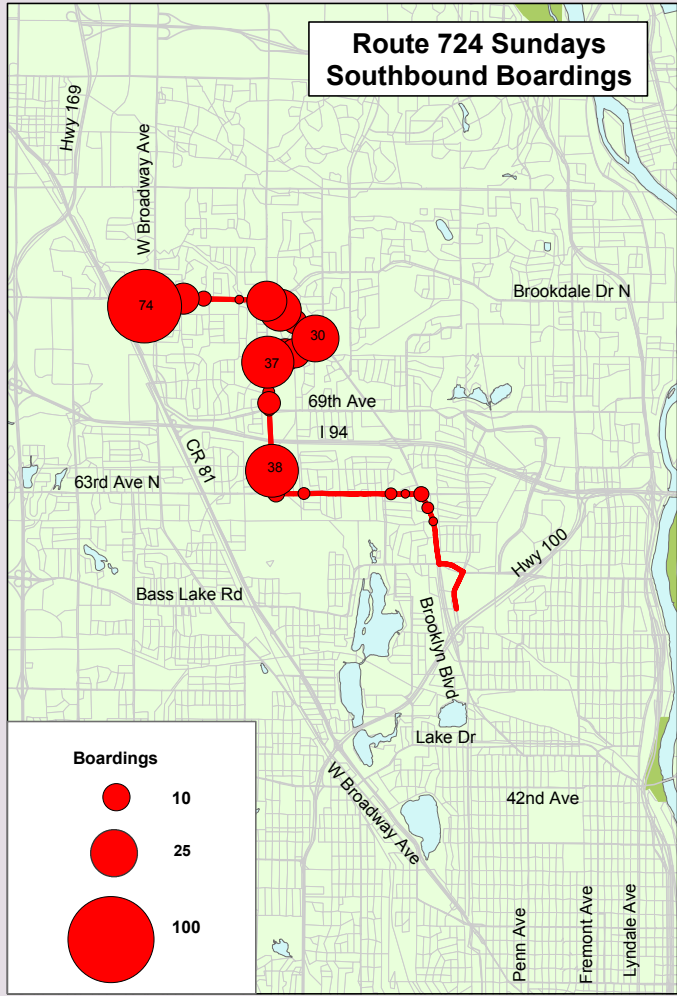 Route 724 Sundays
Southbound Boardings
Hwy 169
W Broadway Ave
Brookdale Dr N
74
30
37
69th Ave
I 94
38
CR 81
63rd Ave N
Hwy 100
Bass Lake Rd
Brooklyn Blvd
Lake Dr
W Broadway Ave
42nd Ave
Penn Ave
Fremont Ave
Lyndale Ave
Boardings
10
25
100